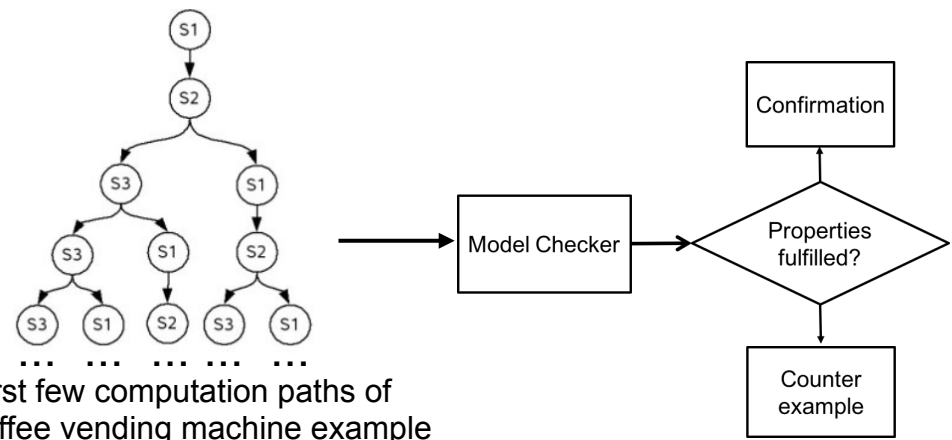 S1
S2
S3 S1
S3 S1 S2
S3 S1 S2 S3 S1
... ... ... ... ...
rst few computation paths of
ffee vending machine example
Model Checker
Confirmation
Properties
fulfilled?
Counter
example